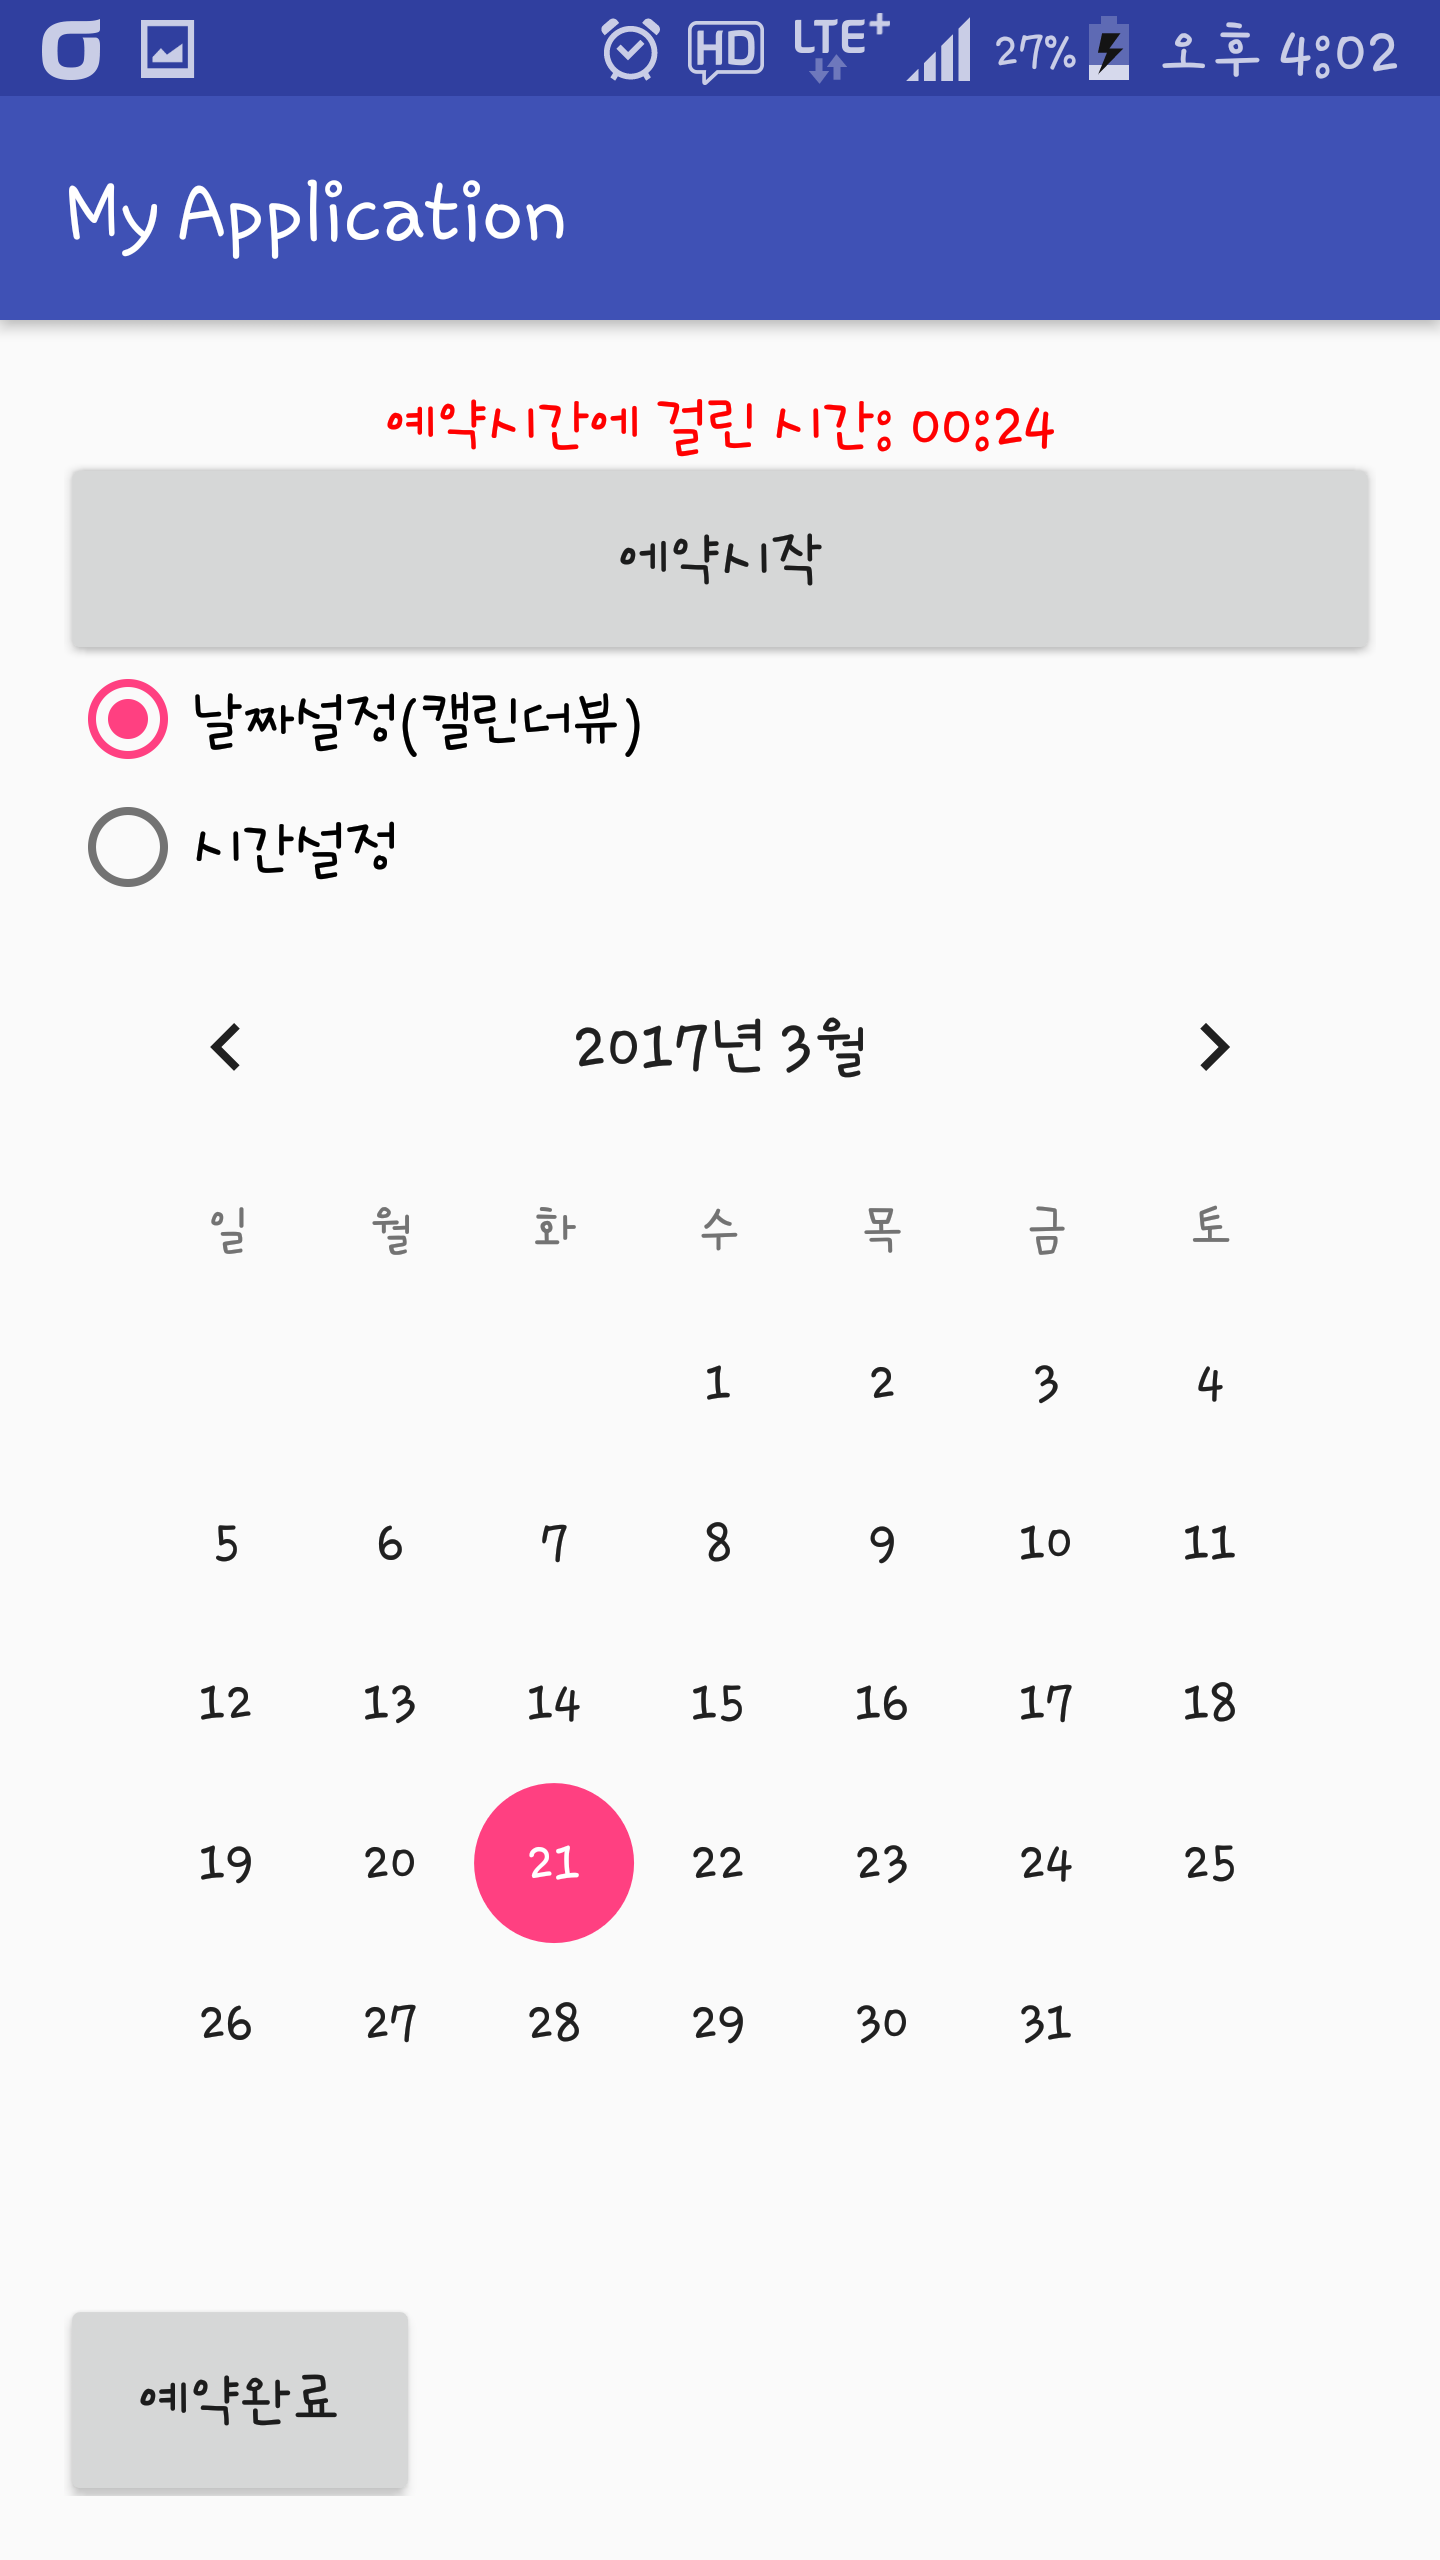 HD LTE+ 27% 오후 4:02
My Application
예약시간에 걸린 시간: 00:24
에약시작
날짜설정(캘린더뷰)
시간설정
2017년 3월
일 월 화 수 목 금 토
1 2 3 4
5 6 7 8 9 10 11
12 13 14 15 16 17 18
19 20 21 22 23 24 25
26 27 28 29 30 31
예약완료